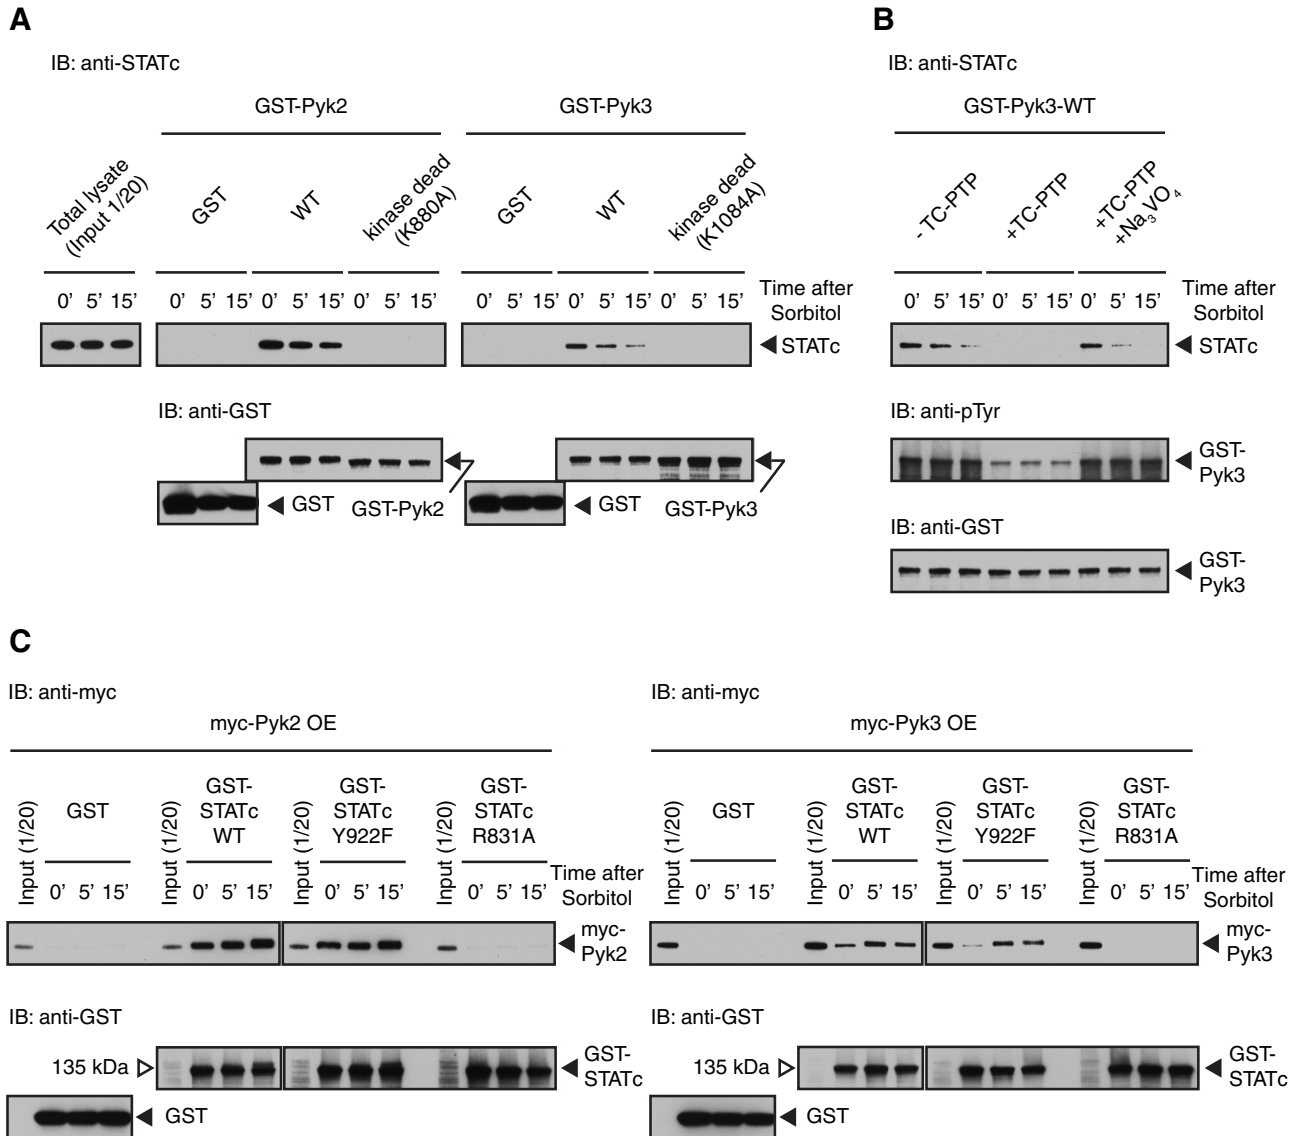 A
IB: anti-STATc
GST-Pyk2
GST-Pyk3
Total lysate
(Input 1/20)
GST
WT
kinase dead
(K880A)
GST
WT
kinase dead
(K1084A)
0’ 5’ 15’ 0’ 5’ 15’ 0’ 5’ 15’ 0’ 5’ 15’ 0’ 5’ 15’ 0’ 5’ 15’ 0’ 5’ 15’
Time after
Sorbitol
STATc
IB: anti-GST
GST
GST-Pyk2
GST
GST-Pyk3
B
IB: anti-STATc
GST-Pyk3-WT
- TC-PTP
+TC-PTP
+TC-PTP
+Na3VO4
0’ 5’ 15’ 0’ 5’ 15’ 0’ 5’ 15’
Time after
Sorbitol
STATc
IB: anti-pTyr
GST-
Pyk3
IB: anti-GST
GST-
Pyk3
C
IB: anti-myc
myc-Pyk2 OE
Input (1/20)
GST
Input (1/20)
GST-
STATc
WT
Input (1/20)
GST-
STATc
Y922F
Input (1/20)
GST-
STATc
R831A
0’ 5’ 15’ 0’ 5’ 15’ 0’ 5’ 15’ 0’ 5’ 15’
Time after
Sorbitol
myc-
Pyk2
IB: anti-GST
135 kDa
GST-
STATc
GST
IB: anti-myc
myc-Pyk3 OE
Input (1/20)
GST
Input (1/20)
GST-
STATc
WT
Input (1/20)
GST-
STATc
Y922F
Input (1/20)
GST-
STATc
R831A
0’ 5’ 15’ 0’ 5’ 15’ 0’ 5’ 15’ 0’ 5’ 15’
Time after
Sorbitol
myc-
Pyk3
IB: anti-GST
135 kDa
GST-
STATc
GST